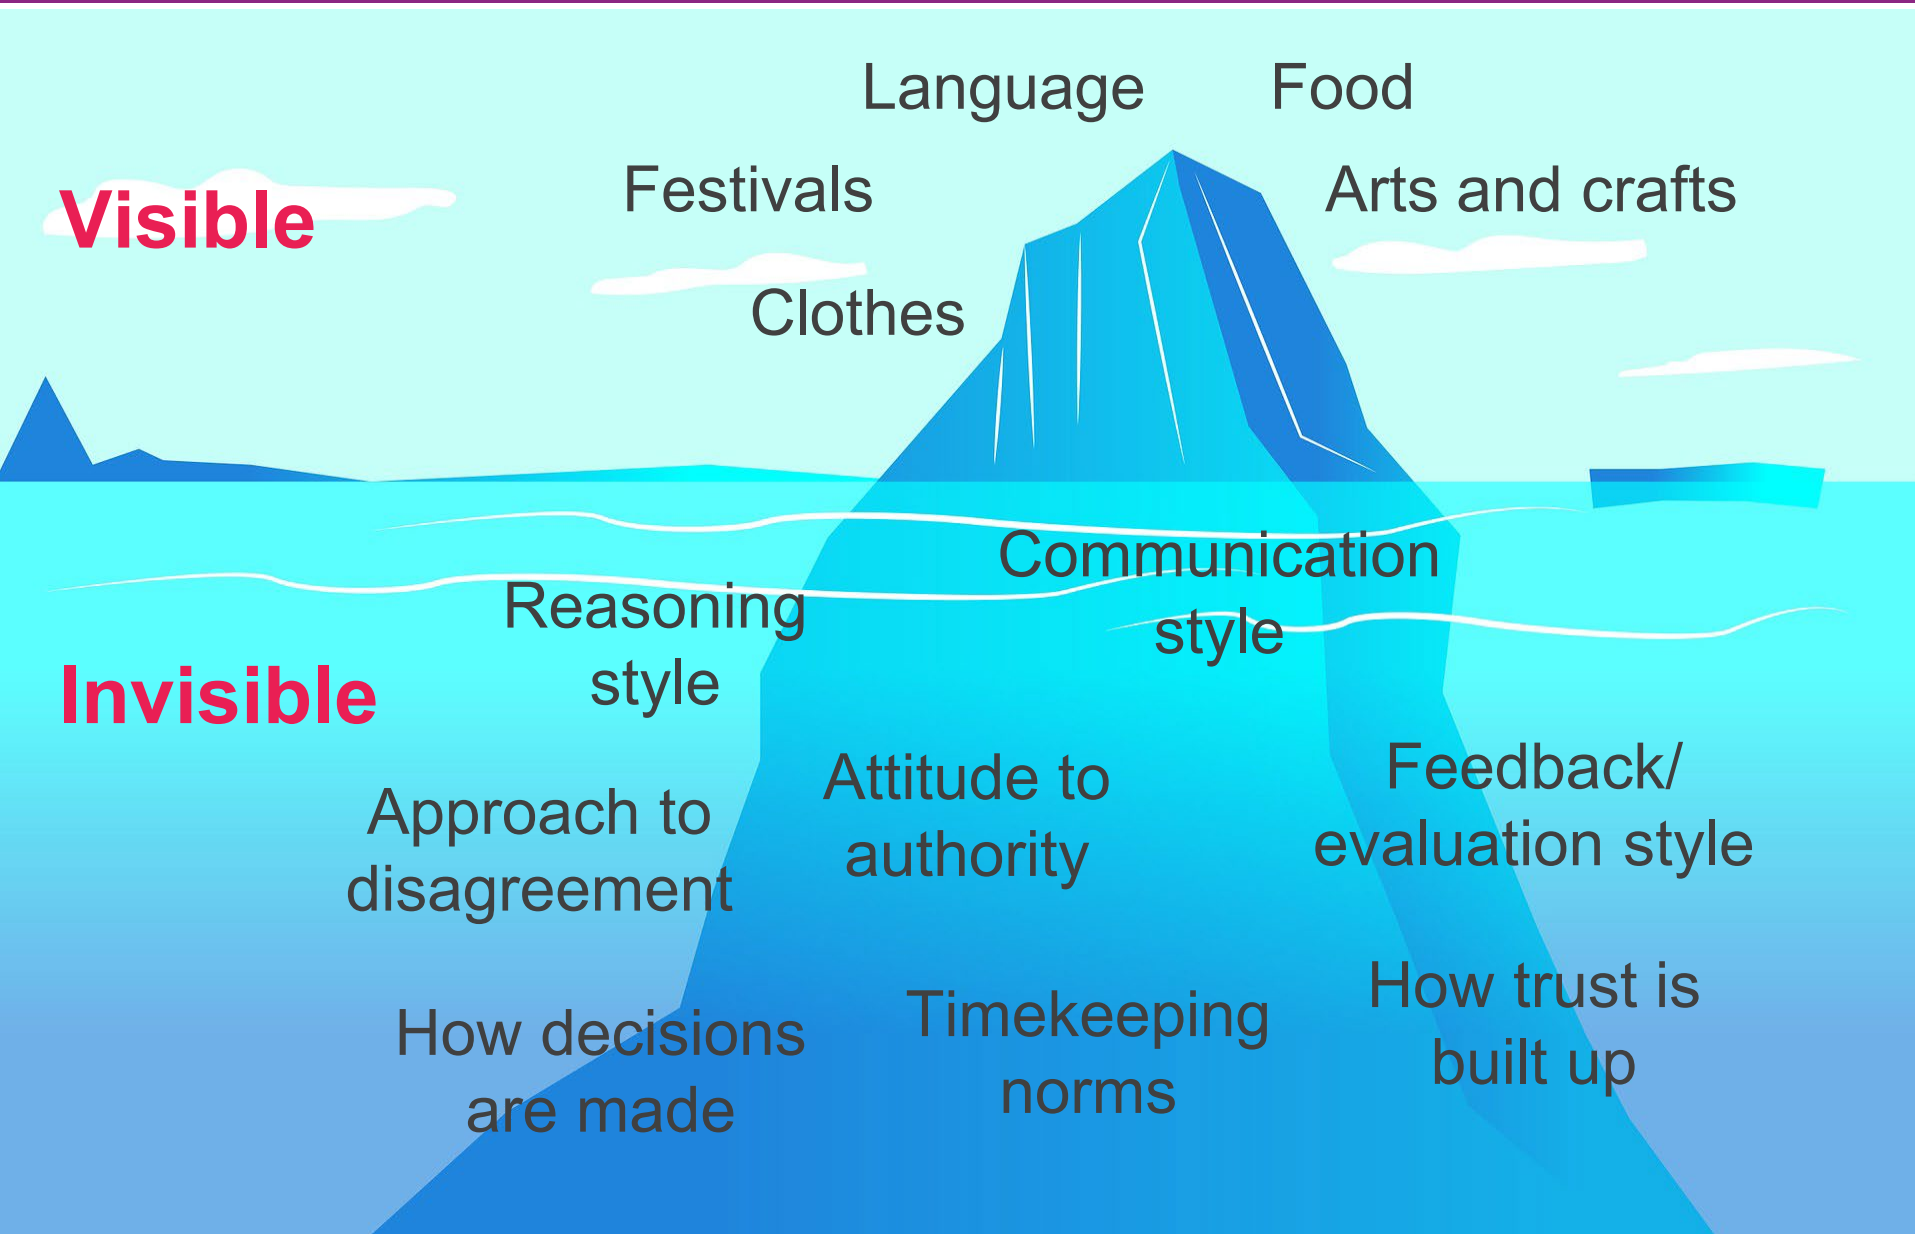 Language
Food
Festivals
Arts and crafts
Visible
Clothes
Communication
style
Reasoning
style
Invisible
Attitude to
authority
Feedback/
evaluation style
Approach to
disagreement
How decisions
are made
Timekeeping
norms
How trust is
built up